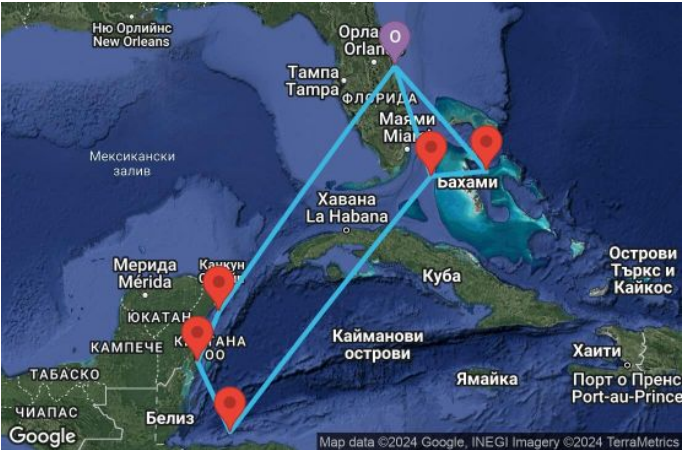 Ню Орлийнс
New Orleans
Орла
Orlan
O
Тампа
Tampa
ФЛОРИДА
Маями
Miami
Мексикански
залив
Бахами
Хавана
La Habana
Острови
Търкс и
Кайкос
Мерида
Mérida
Канкун
Куба
ЮКАТАН
КАМПЕЧЕ
Кайманови
острови
ТАБАСКО
Хаити
Ямайка
Порт о Пренс
Port-au-Prince
ЧИАПАС
Белиз
Google
Map data ©2024 Google, INEGI Imagery ©2024 TerraMetrics